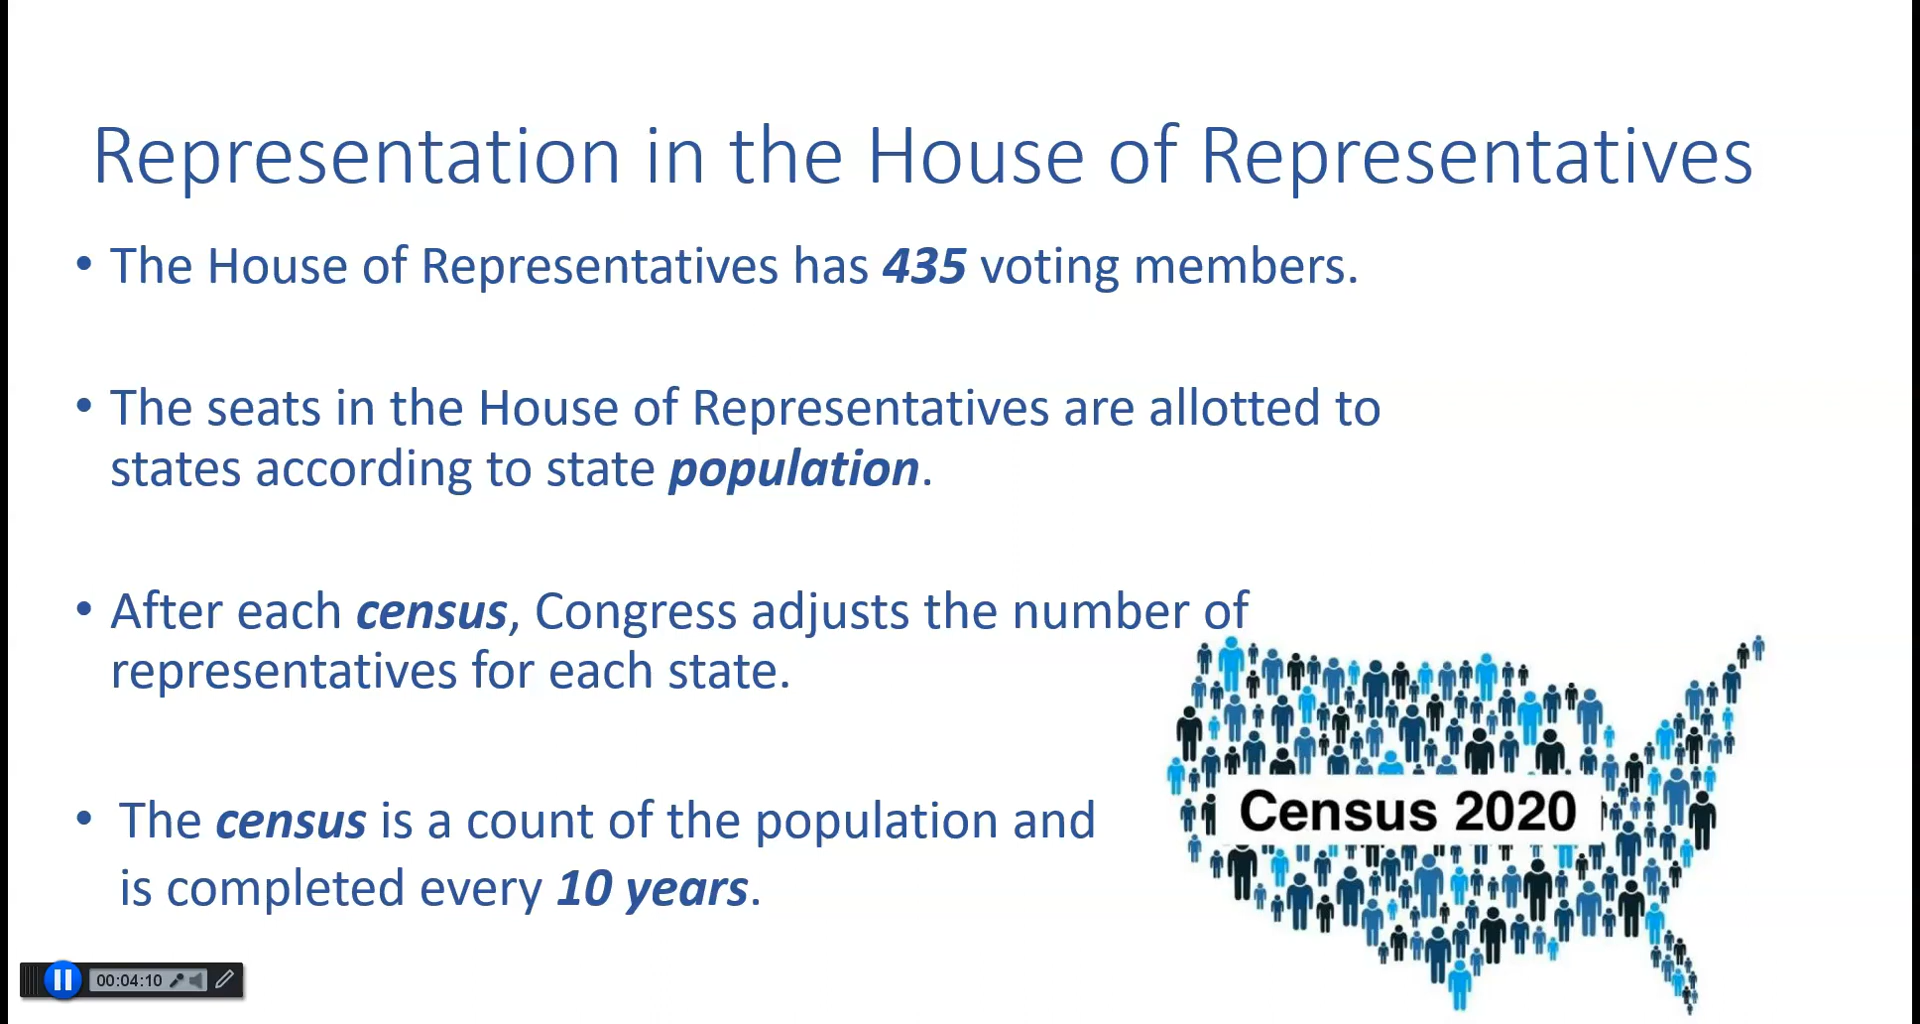 Representation in the House of Representatives
• The House of Representatives has 435 voting members.
• The seats in the House of Representatives are allotted to
states according to state population.
• After each census, Congress adjusts the number of
representatives for each state.
• The census is a count of the population and
is completed every 10 years.
Census 2020
00:04:10